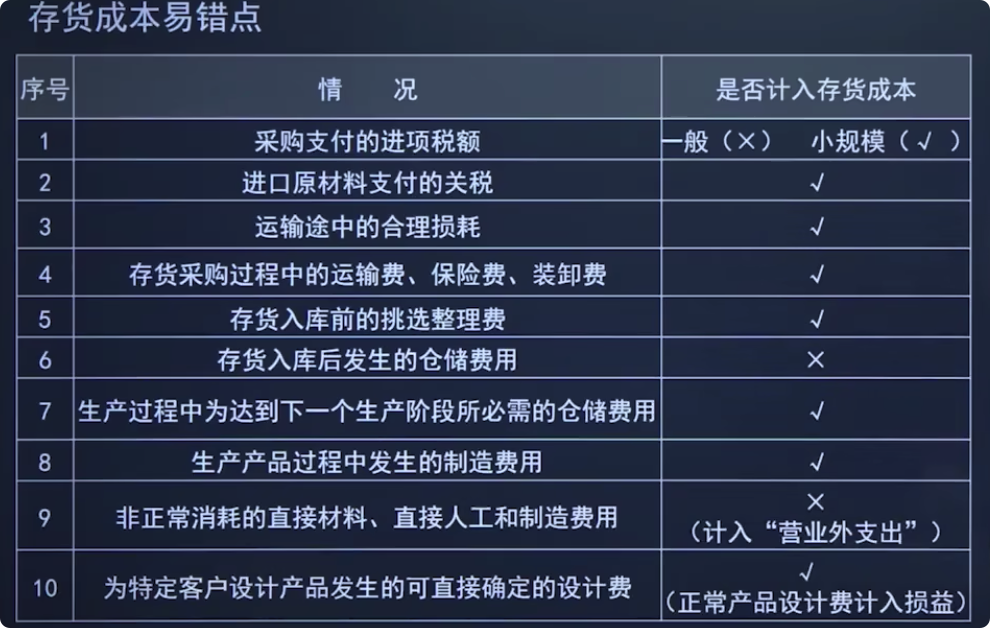 存货成本易错点
序号 情 况 是否计入存货成本
1 采购支付的进项税额 一般（×） 小规模（√ ）
2 进口原材料支付的关税 √
3 运输途中的合理损耗 √
4 存货采购过程中的运输费、保险费、装卸费 √
5 存货入库前的挑选整理费 √
6 存货入库后发生的仓储费用 ×
7 生产过程中为达到下一个生产阶段所必需的仓储费用 √
8 生产产品过程中发生的制造费用 √
9 非正常消耗的直接材料、直接人工和制造费用 ×
（计入“营业外支出”）
10 为特定客户设计产品发生的可直接确定的设计费 √
（正常产品设计费计入损益）